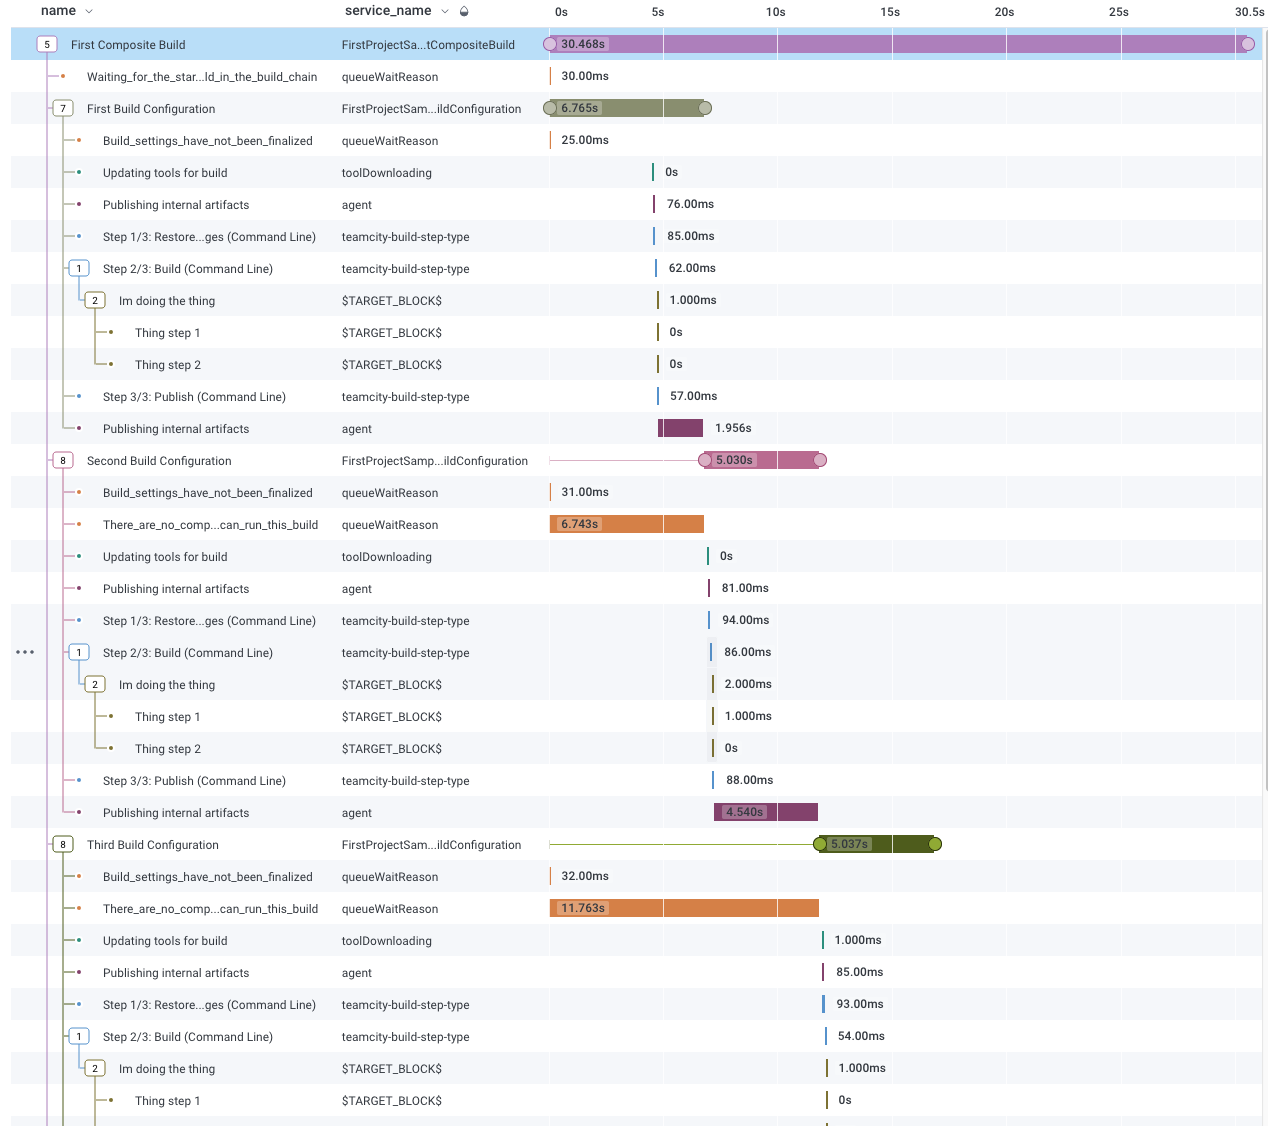 name service_name 0s 5s 10s 15s 20s 25s 30.5s
5 First Composite Build FirstProjectSa...tCompositeBuild 30.468s
Waiting_for_the_star...ld_in_the_build_chain queueWaitReason 30.00ms
7 First Build Configuration FirstProjectSam...ildConfiguration 6.765s
Build_settings_have_not_been_finalized queueWaitReason 25.00ms
Updating tools for build toolDownloading 0s
Publishing internal artifacts agent 76.00ms
Step 1/3: Restore...ges (Command Line) teamcity-build-step-type 85.00ms
1 Step 2/3: Build (Command Line) teamcity-build-step-type 62.00ms
2 Im doing the thing $TARGET_BLOCK$ 1.000ms
Thing step 1 $TARGET_BLOCK$ 0s
Thing step 2 $TARGET_BLOCK$ 0s
Step 3/3: Publish (Command Line) teamcity-build-step-type 57.00ms
Publishing internal artifacts agent 1.956s
8 Second Build Configuration FirstProjectSamp...ildConfiguration 5.030s
Build_settings_have_not_been_finalized queueWaitReason 31.00ms
There_are_no_comp...can_run_this_build queueWaitReason 6.743s
Updating tools for build toolDownloading 0s
Publishing internal artifacts agent 81.00ms
Step 1/3: Restore...ges (Command Line) teamcity-build-step-type 94.00ms
1 Step 2/3: Build (Command Line) teamcity-build-step-type 86.00ms
2 Im doing the thing $TARGET_BLOCK$ 2.000ms
Thing step 1 $TARGET_BLOCK$ 1.000ms
Thing step 2 $TARGET_BLOCK$ 0s
Step 3/3: Publish (Command Line) teamcity-build-step-type 88.00ms
Publishing internal artifacts agent 4.540s
8 Third Build Configuration FirstProjectSam...ildConfiguration 5.037s
Build_settings_have_not_been_finalized queueWaitReason 32.00ms
There_are_no_comp...can_run_this_build queueWaitReason 11.763s
Updating tools for build toolDownloading 1.000ms
Publishing internal artifacts agent 85.00ms
Step 1/3: Restore...ges (Command Line) teamcity-build-step-type 93.00ms
1 Step 2/3: Build (Command Line) teamcity-build-step-type 54.00ms
2 Im doing the thing $TARGET_BLOCK$ 1.000ms
Thing step 1 $TARGET_BLOCK$ 0s